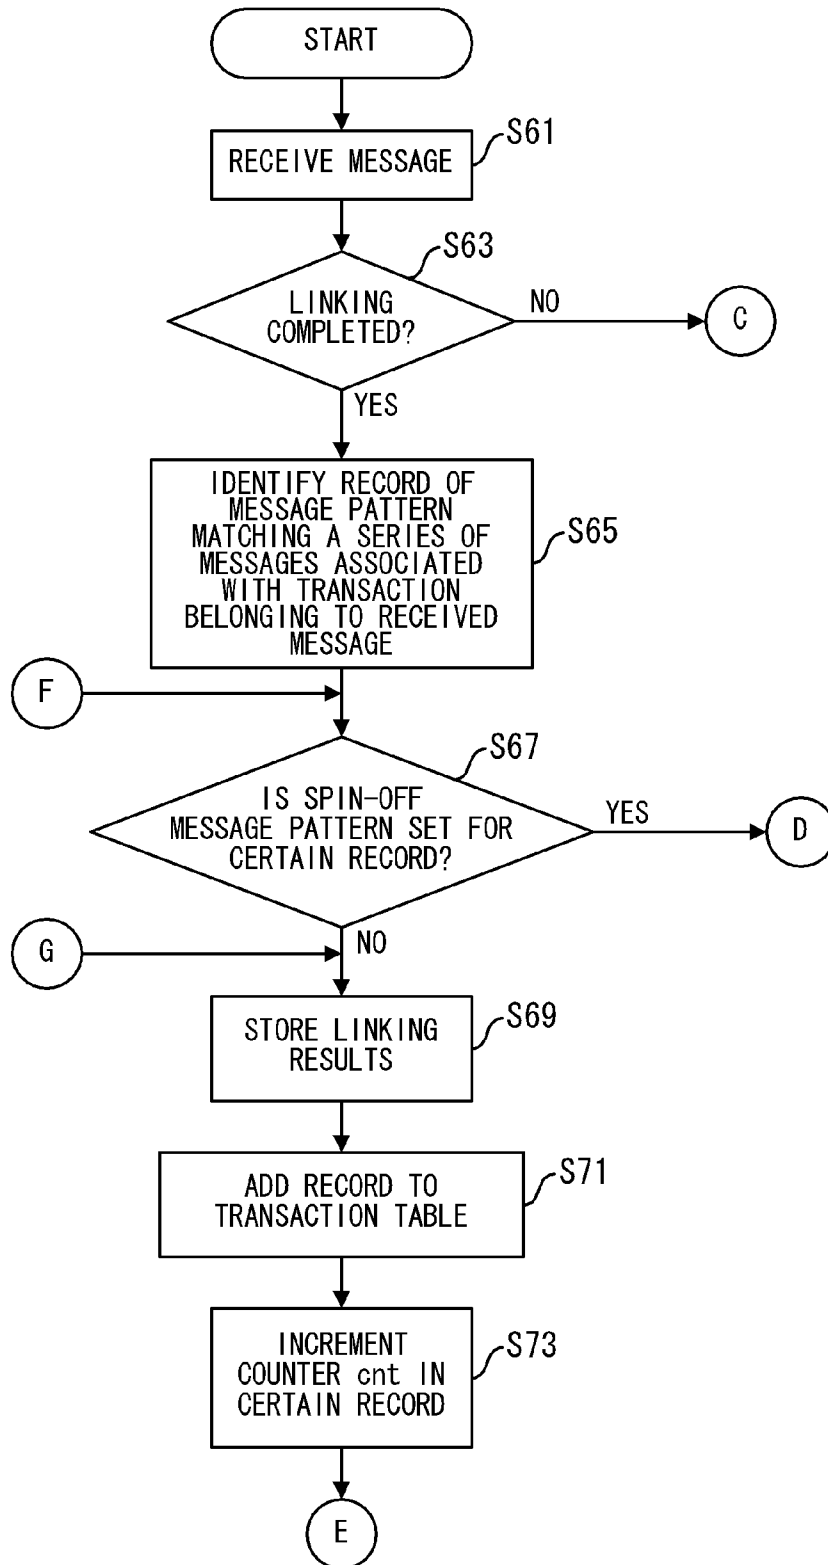 START
S61
RECEIVE MESSAGE
S63
LINKING
COMPLETED?
NO
C
YES
IDENTIFY RECORD OF
MESSAGE PATTERN
MATCHING A SERIES OF
MESSAGES ASSOCIATED
WITH TRANSACTION
BELONGING TO RECEIVED
MESSAGE
S65
F
S67
IS SPIN-OFF
MESSAGE PATTERN SET FOR
CERTAIN RECORD?
YES
D
NO
G
S69
STORE LINKING
RESULTS
S71
ADD RECORD TO
TRANSACTION TABLE
S73
INCREMENT
COUNTER cnt IN
CERTAIN RECORD
E